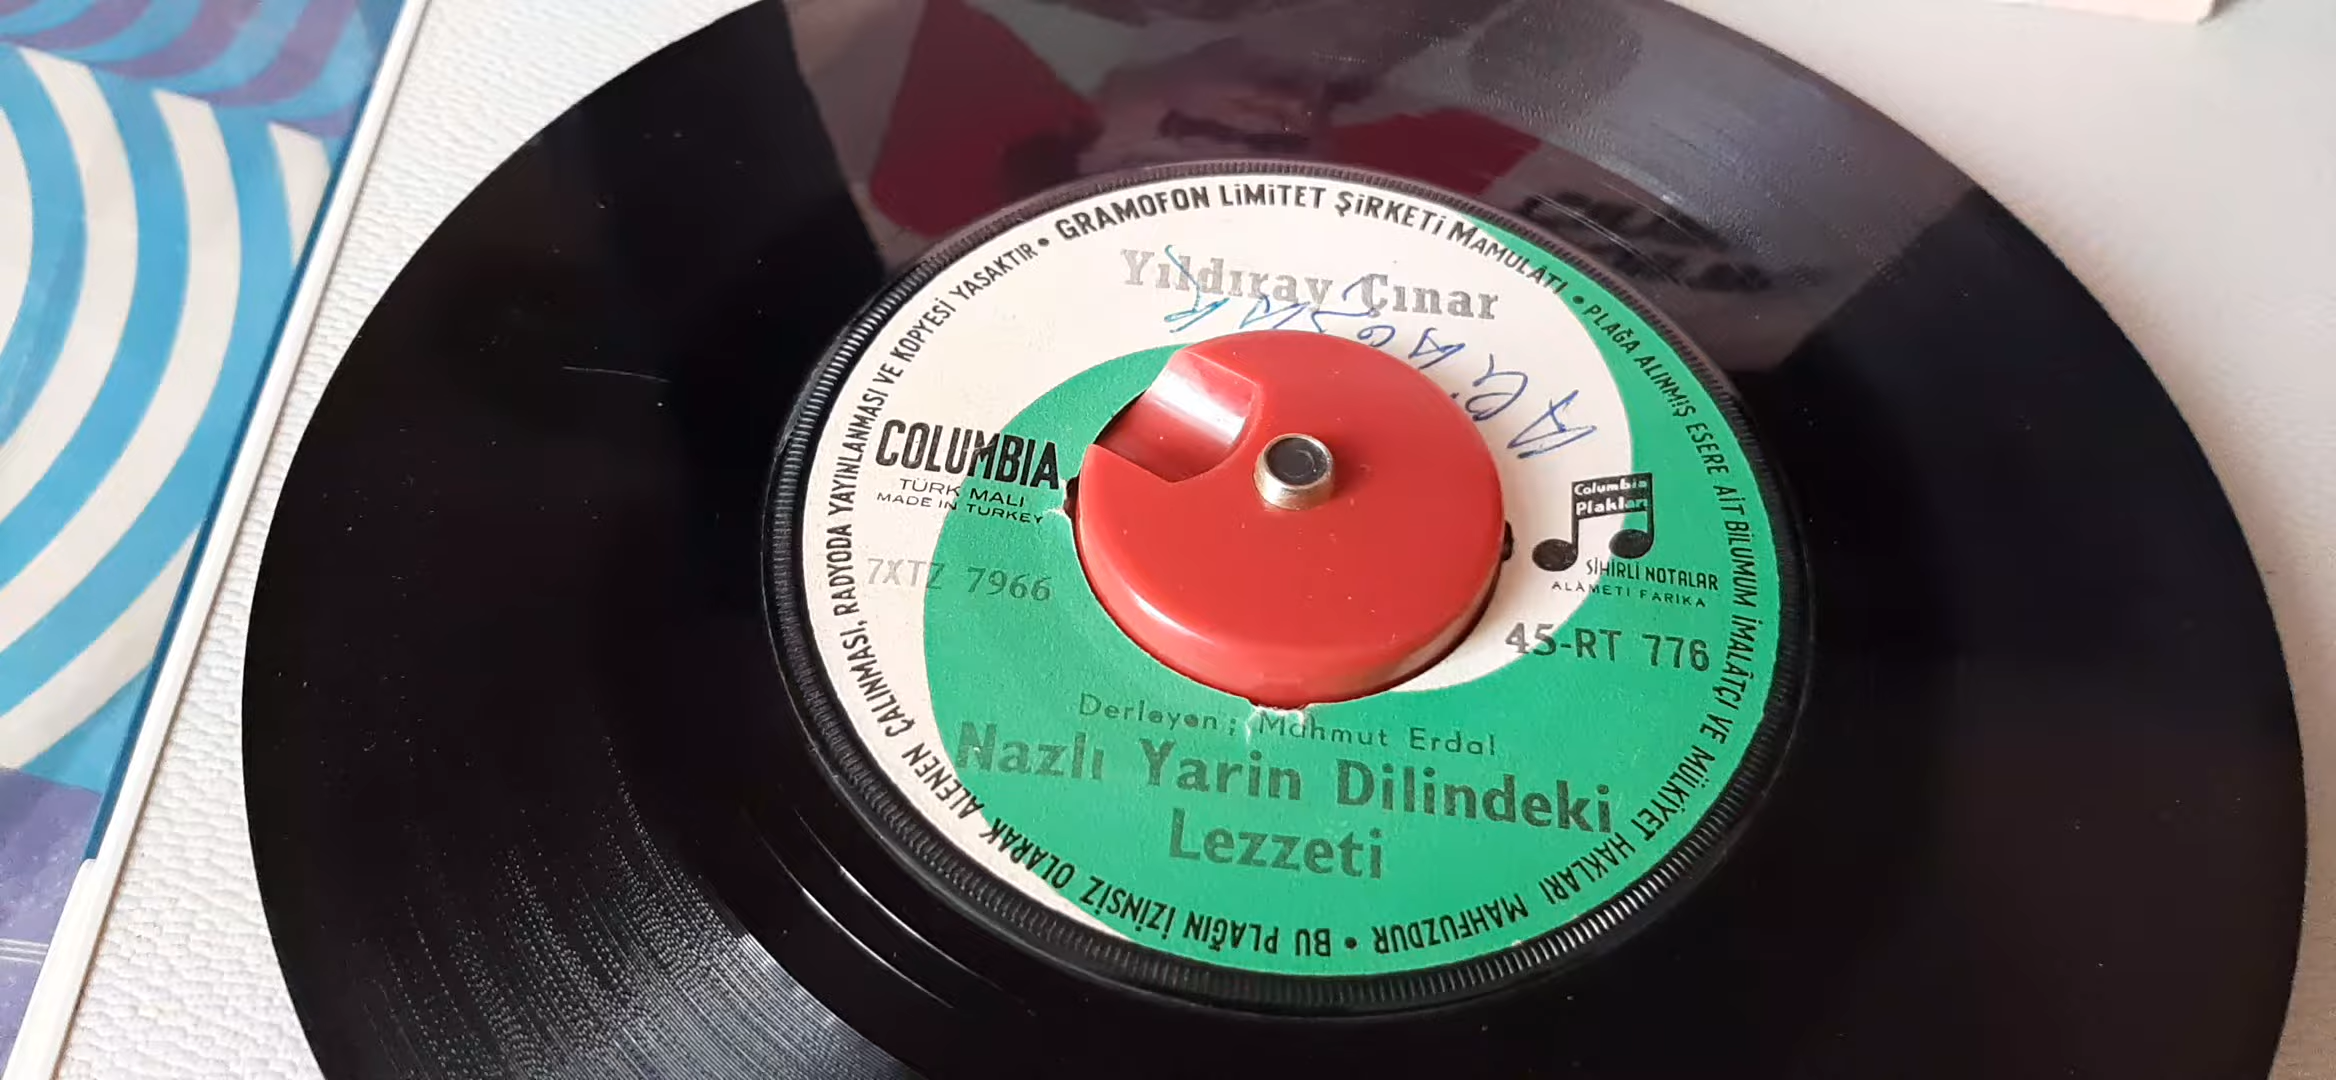 GRAMOFON LİMİTET ŞİRKETİ MAMULATI • PLAĞA ALINMIŞ ESERE AİT BİLUMUM İMALÂTÇI VE MÜLKİYET HAKLARI MAHFUZDUR • BU PLAĞIN İZİNSİZ OLARAK ALENEN ÇALINMASI, RADYODA YAYINLANMASI VE KOPYESİ YASAKTIR •
Yıldıray Çınar
COLUMBIA
TÜRK MALI
MADE IN TURKEY
Columbia
Plakları
SİHİRLİ NOTALAR
ALÂMETİ FARİKA
7XTZ 7966
45-RT 776
Derleyen; Mahmut Erdal
Nazlı Yarin Dilindeki
Lezzeti